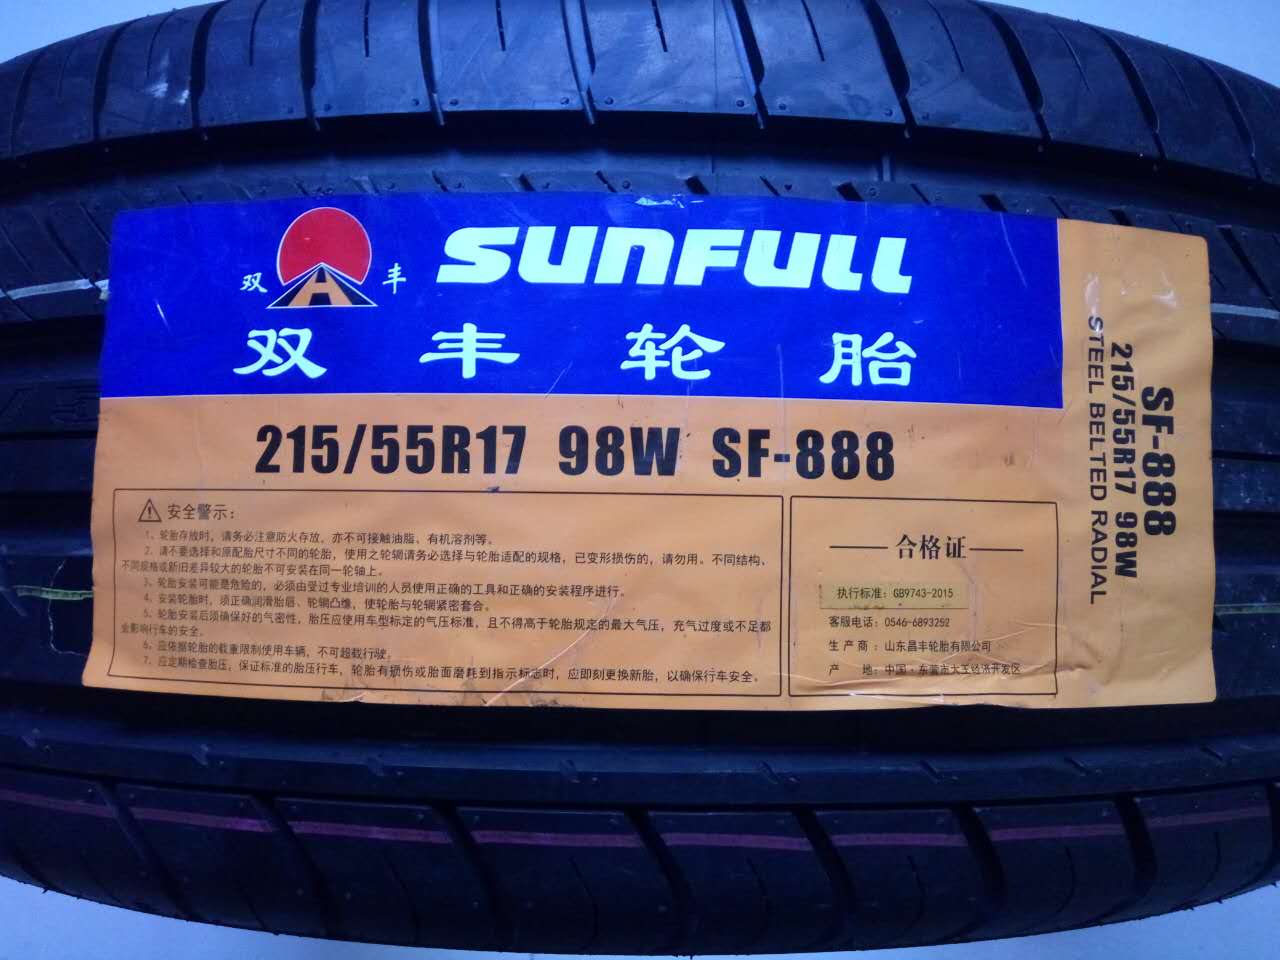 双 丰 SUNFULL
双丰轮胎
215/55R17 98W SF-888
安全警示：
1、轮胎存放时，请务必注意防火存放，亦不可接触油脂、有机溶剂等。
2、请不要选择和原配胎尺寸不同的轮胎，使用之轮辋请务必选择与轮胎适配的规格，已变形损伤的，请勿用。不同结构、
不同规格或新旧差异较大的轮胎不可安装在同一轮轴上。
3、轮胎安装可能是危险的，必须由受过专业培训的人员使用正确的工具和正确的安装程序进行。
4、安装轮胎时，须正确润滑胎唇、轮辋凸缘，使轮胎与轮辋紧密套合。
5、轮胎安装后须确保好的气密性，胎压应使用车型标定的气压标准，且不得高于轮胎规定的最大气压，充气过度或不足都
会影响行车的安全。
6、应依据轮胎的载重限制使用车辆，不可超载行驶。
7、应定期检查胎压，保证标准的胎压行车，轮胎有损伤或胎面磨耗到指示标志时，应即刻更换新胎，以确保行车安全。
合格证
执行标准：GB9743-2015
客服电话：0546-6893252
生产商：山东昌丰轮胎有限公司
产 地：中国·东营市大王经济开发区
SF-888
215/55R17 98W
STEEL BELTED RADIAL